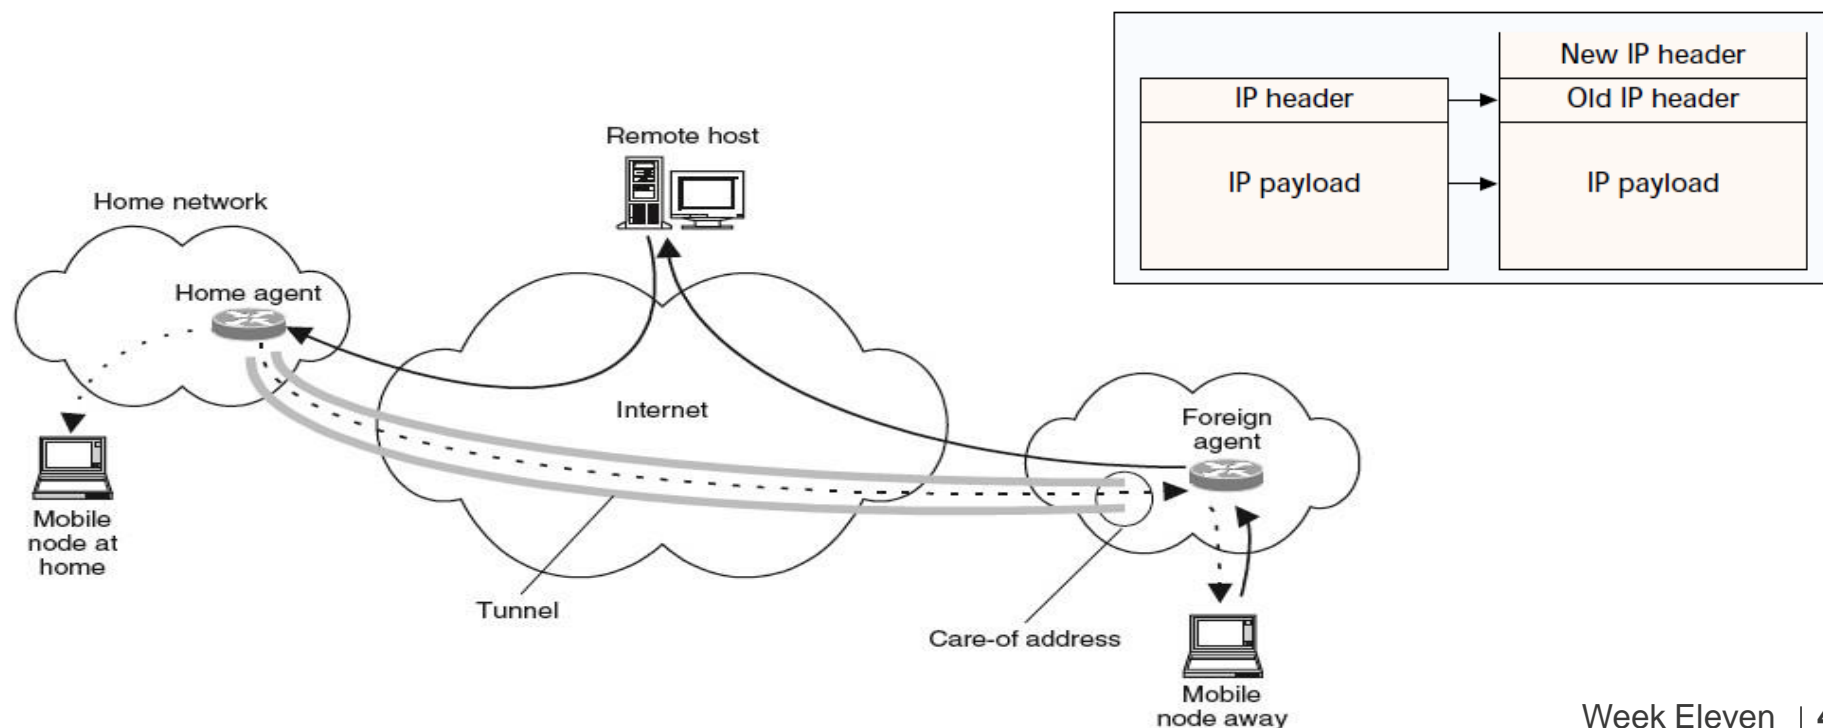 New IP header
IP header
Old IP header
IP payload
IP payload
Remote host
Home network
Home agent
Internet
Foreign
agent
Mobile
node at
home
Tunnel
Care-of address
Mobile
node away
Week Eleven | 4